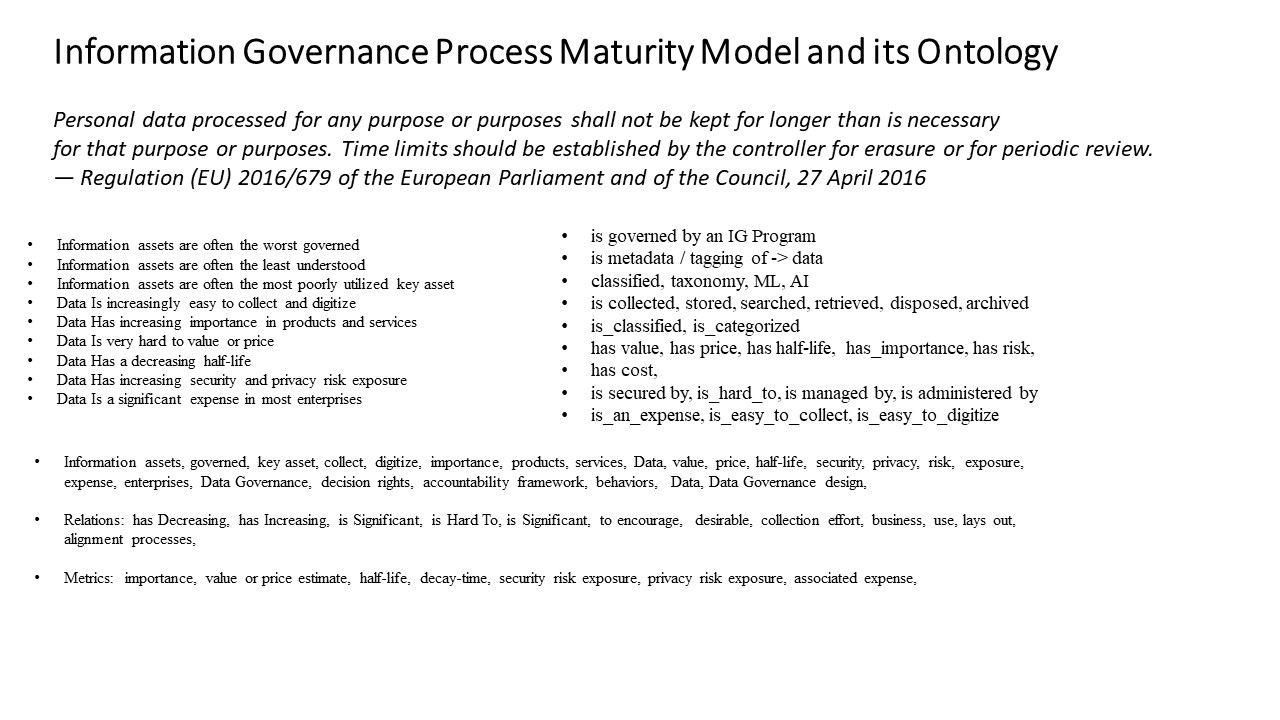 Information Governance Process Maturity Model and its Ontology
Personal data processed for any purpose or purposes shall not be kept for longer than is necessary
for that purpose or purposes. Time limits should be established by the controller for erasure or for periodic review.
— Regulation (EU) 2016/679 of the European Parliament and of the Council, 27 April 2016
• Information assets are often the worst governed
• Information assets are often the least understood
• Information assets are often the most poorly utilized key asset
• Data Is increasingly easy to collect and digitize
• Data Has increasing importance in products and services
• Data Is very hard to value or price
• Data Has a decreasing half-life
• Data Has increasing security and privacy risk exposure
• Data Is a significant expense in most enterprises
• is governed by an IG Program
• is metadata / tagging of -> data
• classified, taxonomy, ML, AI
• is collected, stored, searched, retrieved, disposed, archived
• is_classified, is_categorized
• has value, has price, has half-life, has_importance, has risk,
• has cost,
• is secured by, is_hard_to, is managed by, is administered by
• is_an_expense, is_easy_to_collect, is_easy_to_digitize
• Information assets, governed, key asset, collect, digitize, importance, products, services, Data, value, price, half-life, security, privacy, risk, exposure,
expense, enterprises, Data Governance, decision rights, accountability framework, behaviors, Data, Data Governance design,
• Relations: has Decreasing, has Increasing, is Significant, is Hard To, is Significant, to encourage, desirable, collection effort, business, use, lays out,
alignment processes,
• Metrics: importance, value or price estimate, half-life, decay-time, security risk exposure, privacy risk exposure, associated expense,